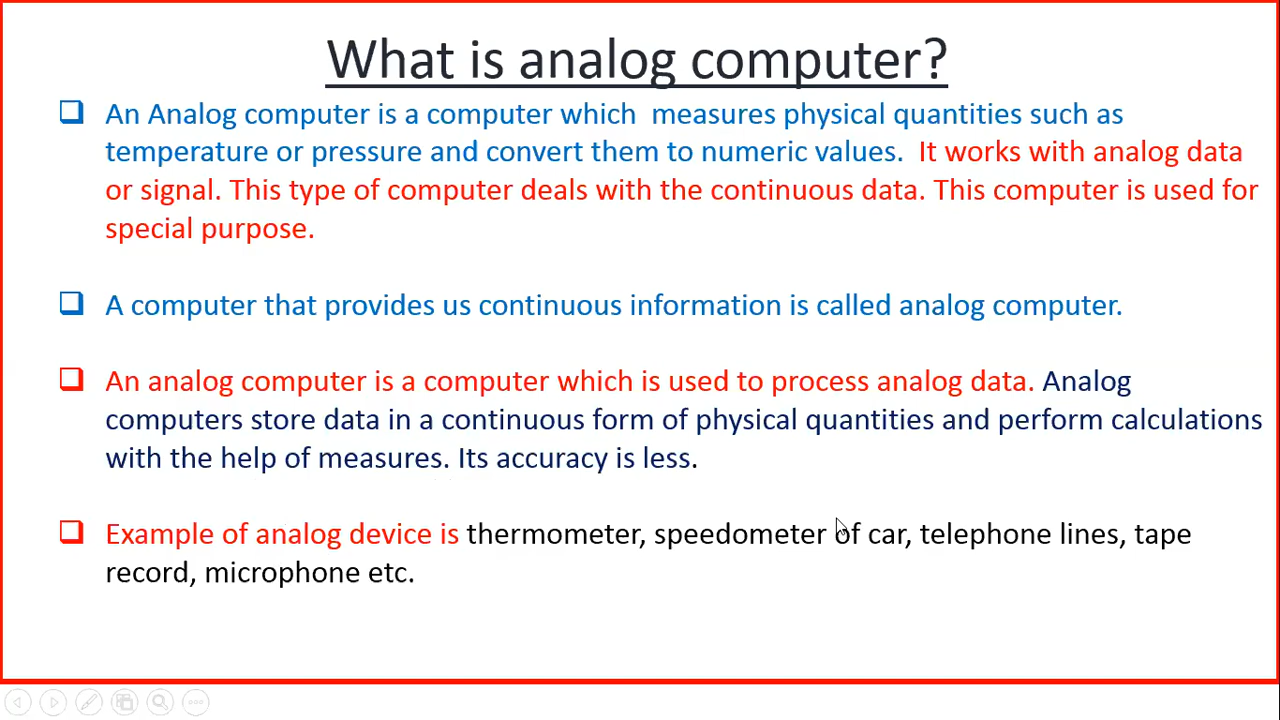 What is analog computer?
An Analog computer is a computer which  measures physical quantities such as
temperature or pressure and convert them to numeric values.  It works with analog data
or signal. This type of computer deals with the continuous data. This computer is used for
special purpose.
A computer that provides us continuous information is called analog computer.
An analog computer is a computer which is used to process analog data. Analog
computers store data in a continuous form of physical quantities and perform calculations
with the help of measures. Its accuracy is less.
Example of analog device is thermometer, speedometer of car, telephone lines, tape
record, microphone etc.